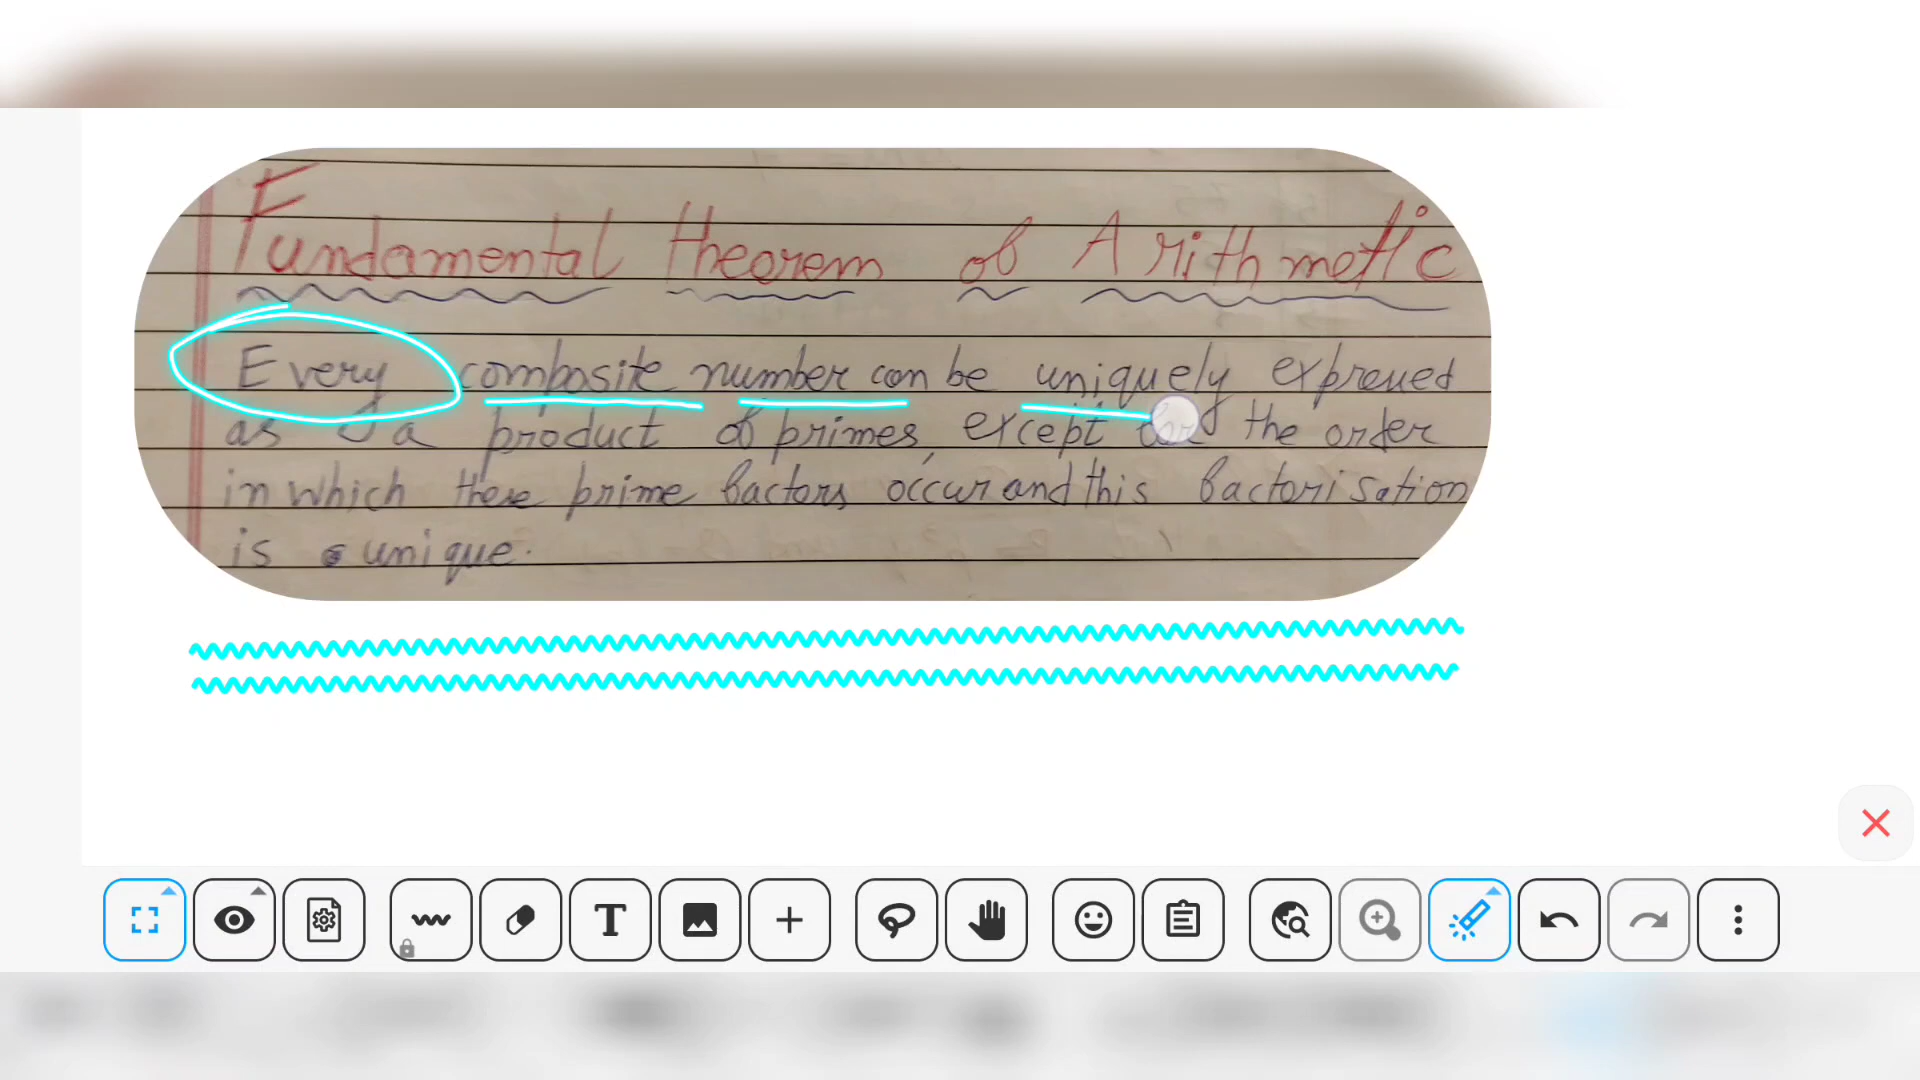 Fundamental theorem of Arithmetic
Every composite number can be uniquely expressed
as a product of primes, except for the order
in which these prime factors occur and this factorisation
is unique.
T